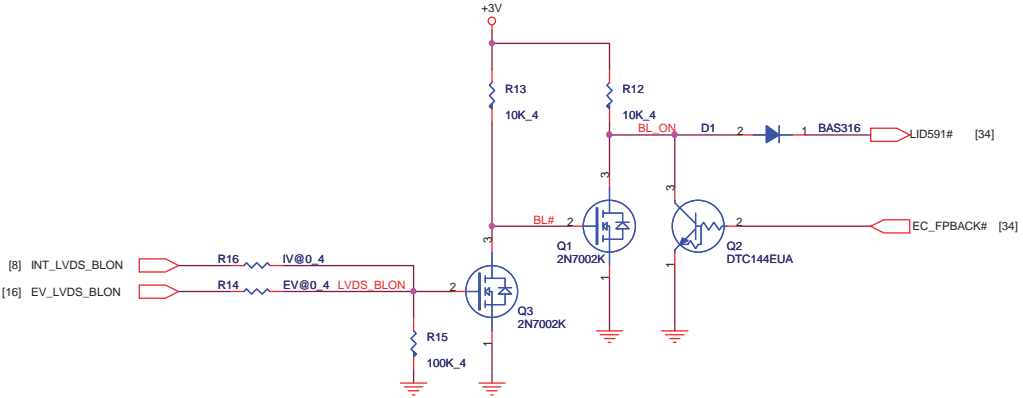 +3V
R13
10K_4
R12
10K_4
BL_ON
D1
2
1
BAS316
LID591#
[34]
3
3
BL#
2
Q1
2N7002K
1
Q2
DTC144EUA
1
2
EC_FPBACK#
[34]
[8]
INT_LVDS_BLON
R16
IV@0_4
[16]
EV_LVDS_BLON
R14
EV@0_4
LVDS_BLON
3
2
Q3
2N7002K
1
R15
100K_4